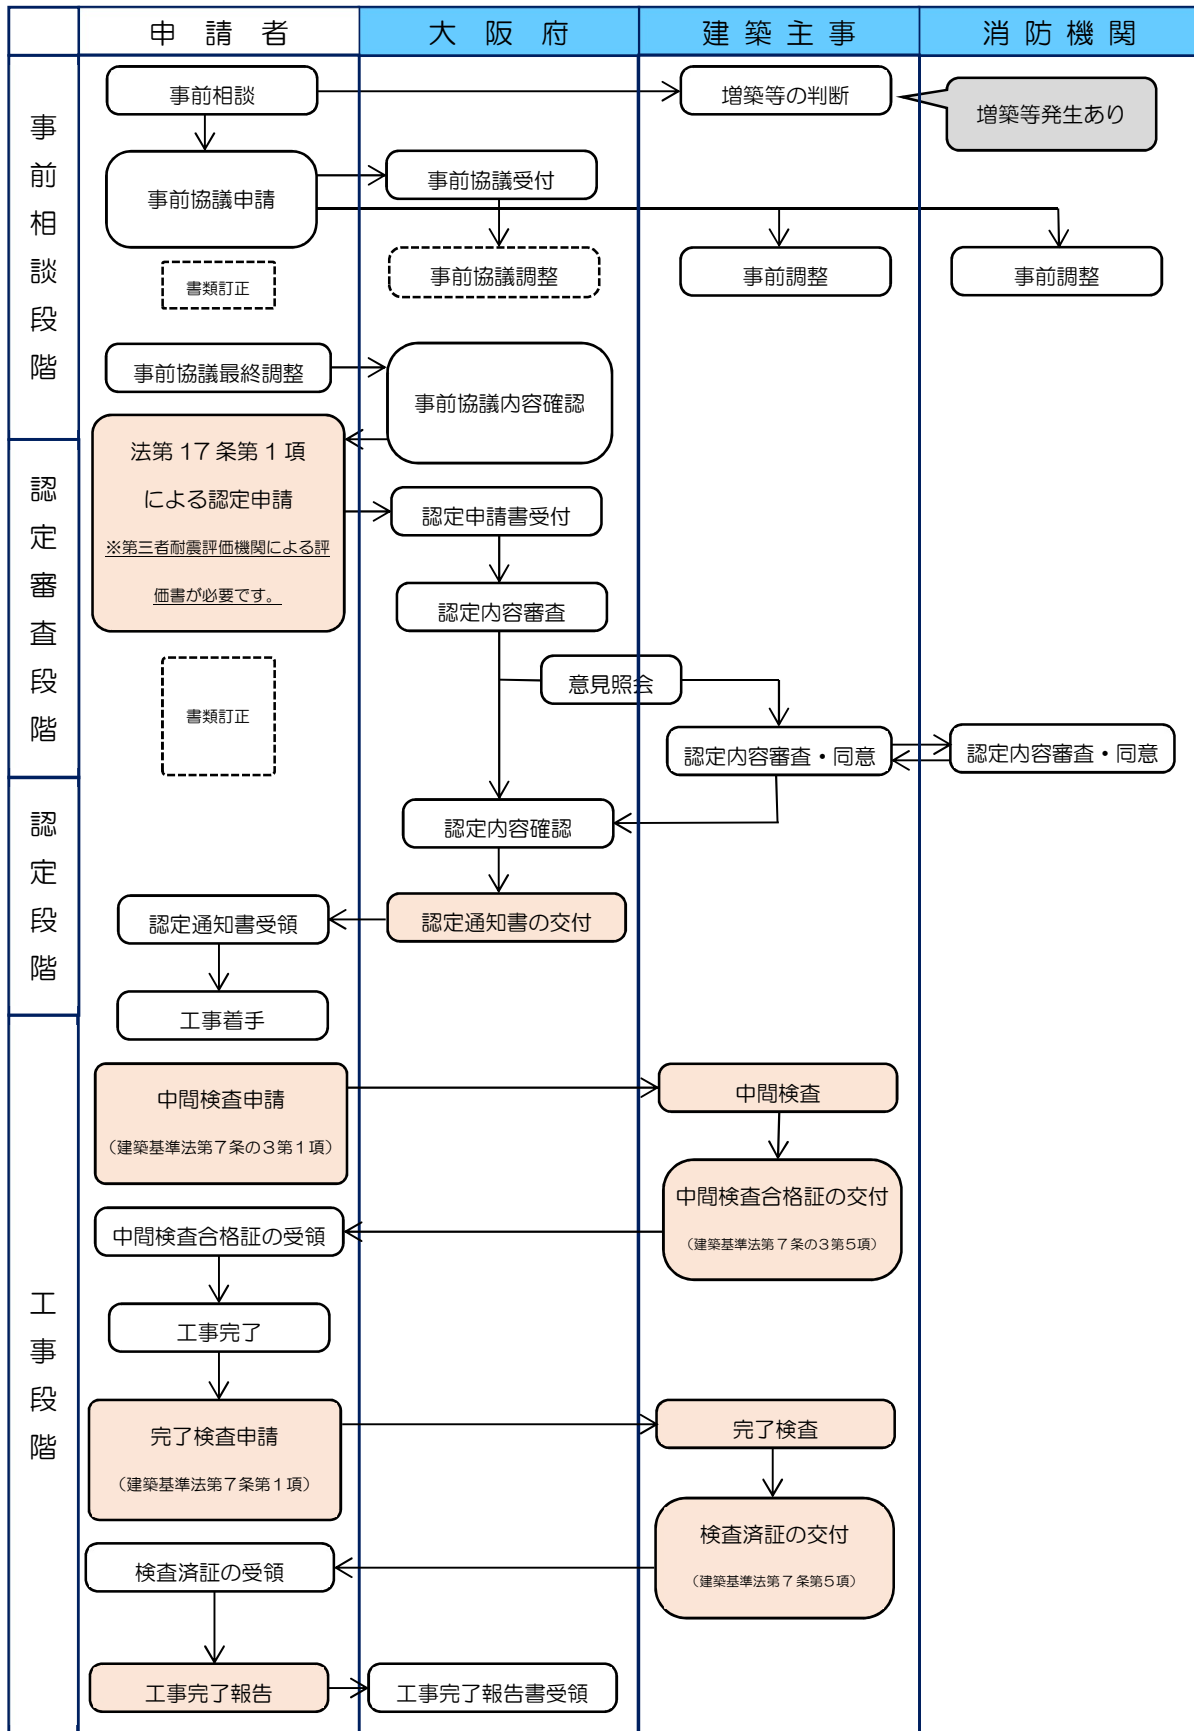 申請者
大阪府
建築主事
消防機関
事前相談段階
事前相談
増築等の判断
増築等発生あり
事前協議申請
事前協議受付
事前協議調整
事前調整
事前調整
書類訂正
事前協議最終調整
事前協議内容確認
認定審査段階
法第17条第1項
による認定申請
※第三者耐震評価機関による評
価書が必要です。
認定申請書受付
認定内容審査
書類訂正
意見照会
認定内容審査・同意
認定内容審査・同意
認定段階
認定内容確認
認定通知書受領
認定通知書の交付
工事着手
工事段階
中間検査申請
（建築基準法第7条の3第1項）
中間検査
中間検査合格証の交付
（建築基準法第7条の3第5項）
中間検査合格証の受領
工事完了
完了検査申請
（建築基準法第7条第1項）
完了検査
検査済証の交付
（建築基準法第7条第5項）
検査済証の受領
工事完了報告
工事完了報告書受領